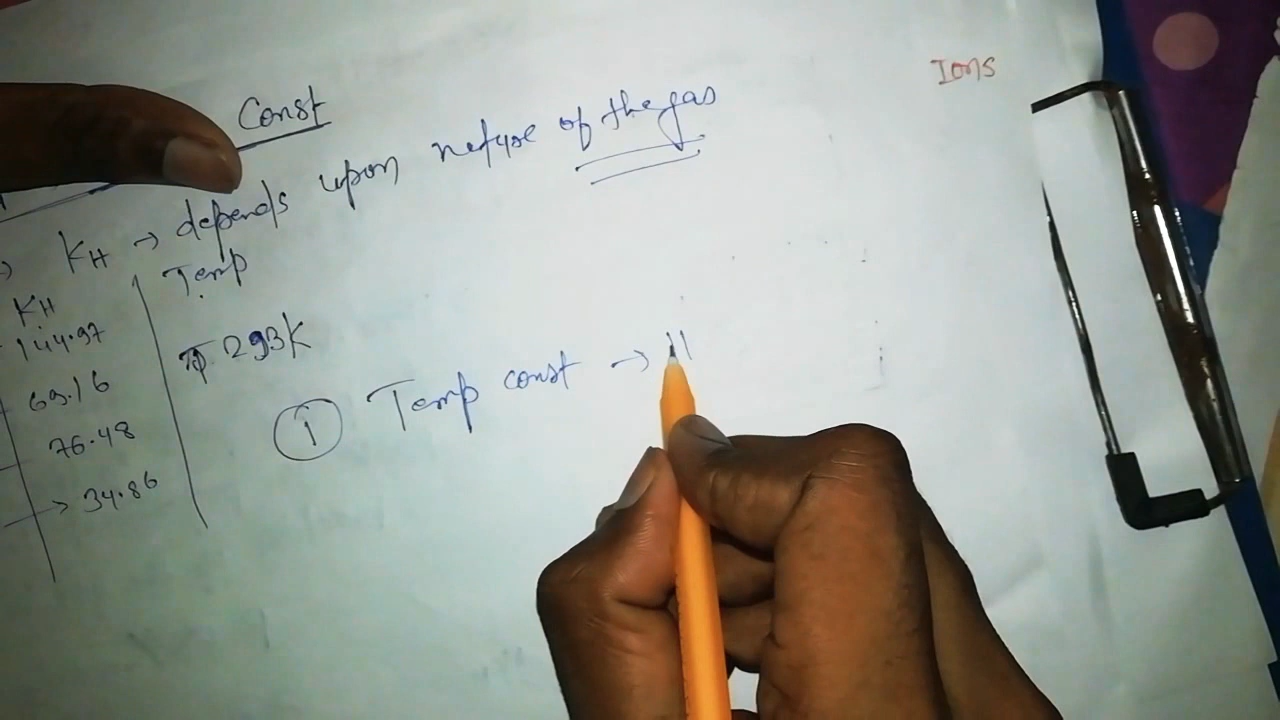 Const
Ions
KH → depends upon nature of the gas
KH
Temp
144.97
293K
69.16
① Temp const →
76.48
→ 34.86